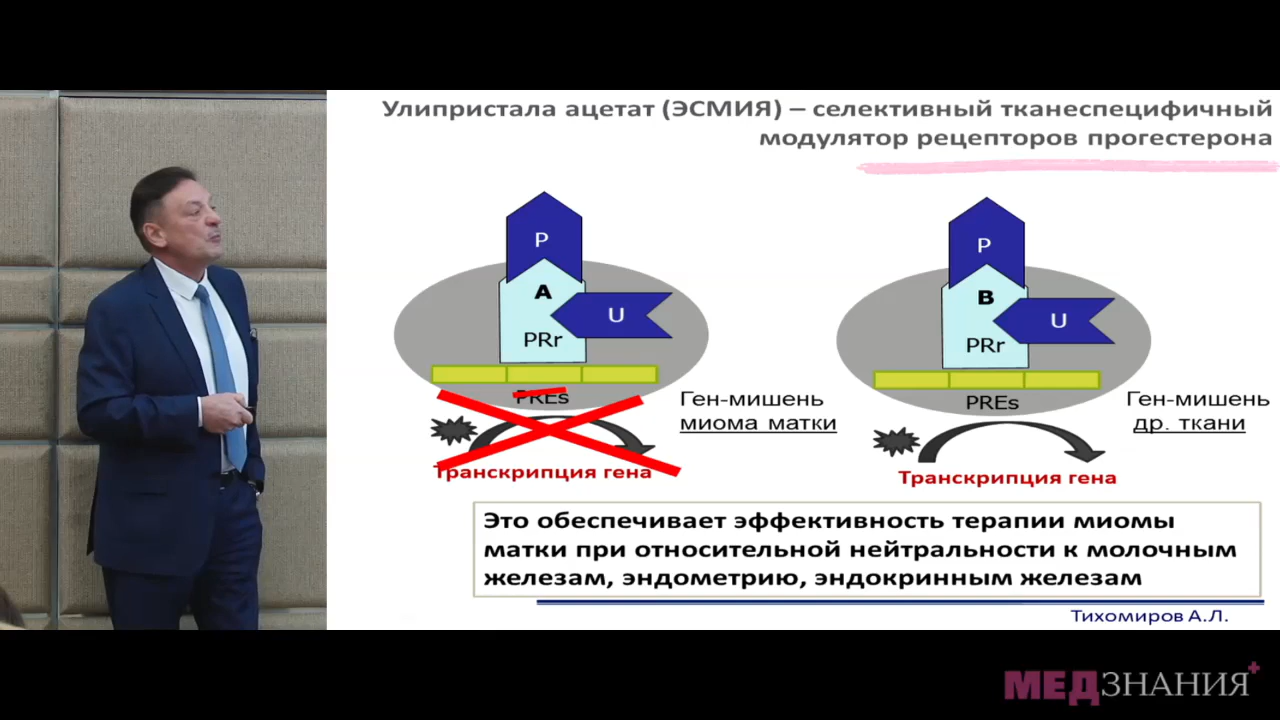 Улипристала ацетат (ЭСМИЯ) – селективный тканеспецифичный
модулятор рецепторов прогестерона
P
A
U
PRr
PREs
Ген-мишень
миома матки
Транскрипция гена
P
B
U
PRr
PREs
Ген-мишень
др. ткани
Транскрипция гена
Это обеспечивает эффективность терапии миомы
матки при относительной нейтральности к молочным
железам, эндометрию, эндокринным железам
Тихомиров А.Л.
МЕДЗНАНИЯ+